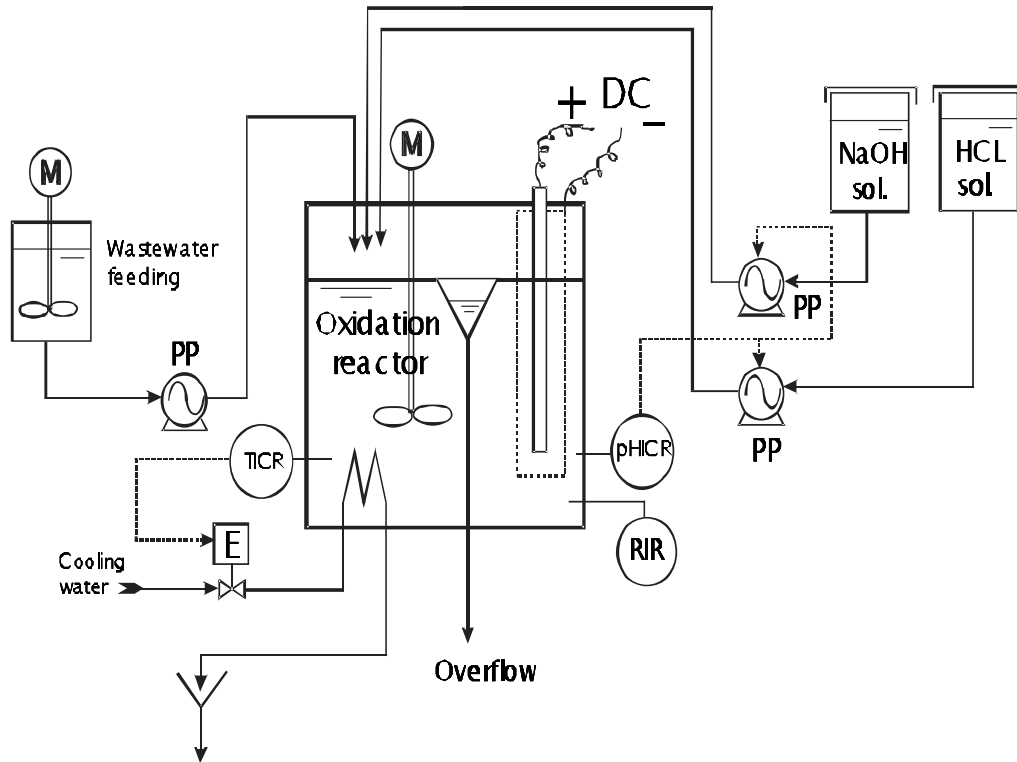 + DC -
M
M
NaOH
sol.
HCL
sol.
Wastewater
feeding
Oxidation
reactor
PP
PP
PP
TICR
pHICR
E
RIR
Cooling
water
Overflow